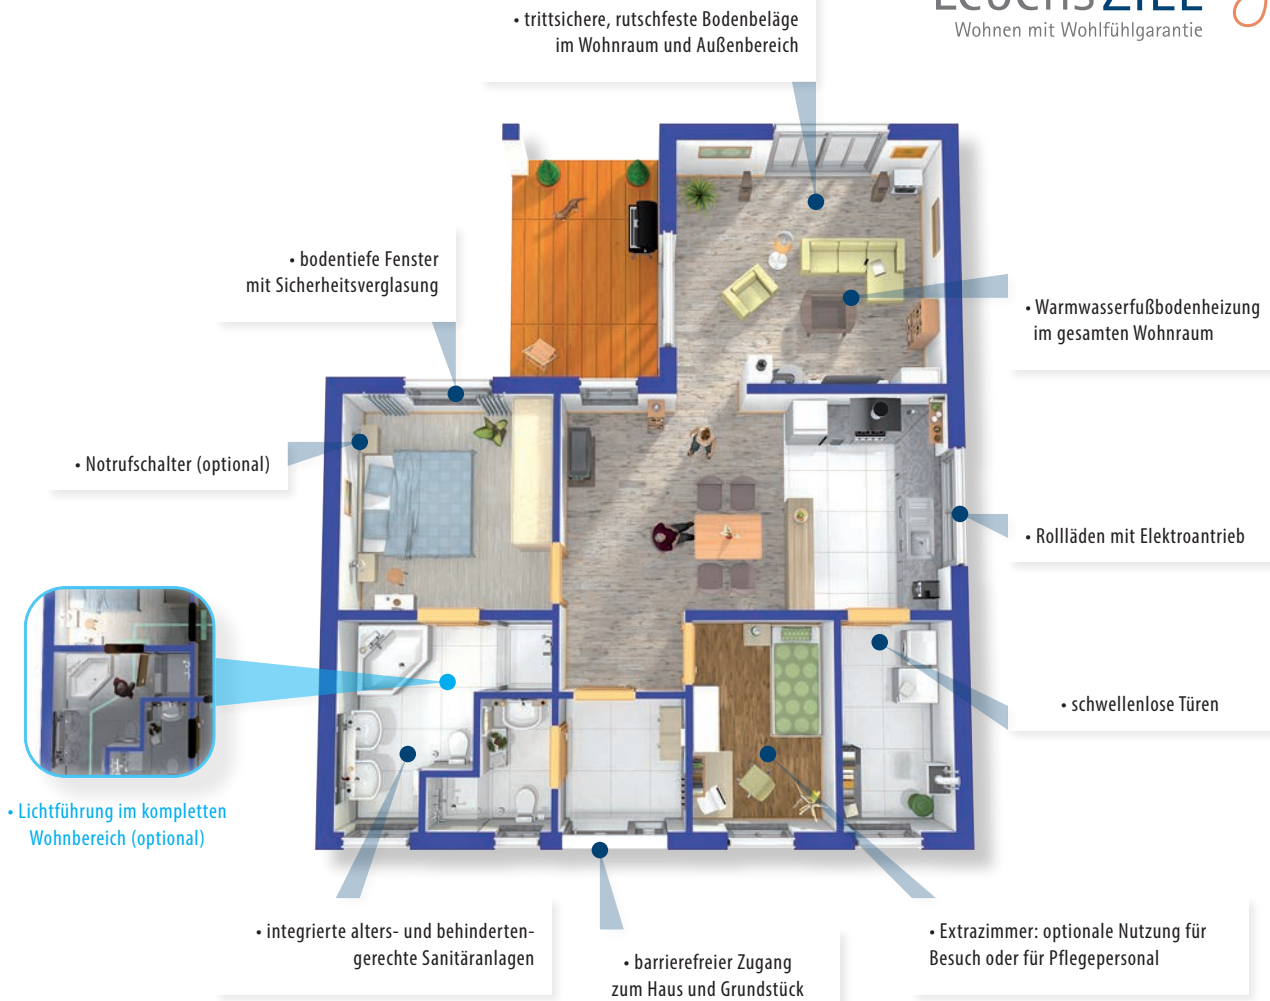 • trittsichere, rutschfeste Bodenbeläge
im Wohnraum und Außenbereich
Wohnen mit Wohlfühlgarantie
• bodentiefe Fenster
mit Sicherheitsverglasung
• Warmwasserfußbodenheizung
im gesamten Wohnraum
• Notrufschalter (optional)
• Rollläden mit Elektroantrieb
• schwellenlose Türen
• Lichtführung im kompletten
Wohnbereich (optional)
• integrierte alters- und behinderten-
gerechte Sanitäranlagen
• barrierefreier Zugang
zum Haus und Grundstück
• Extrazimmer: optionale Nutzung für
Besuch oder für Pflegepersonal